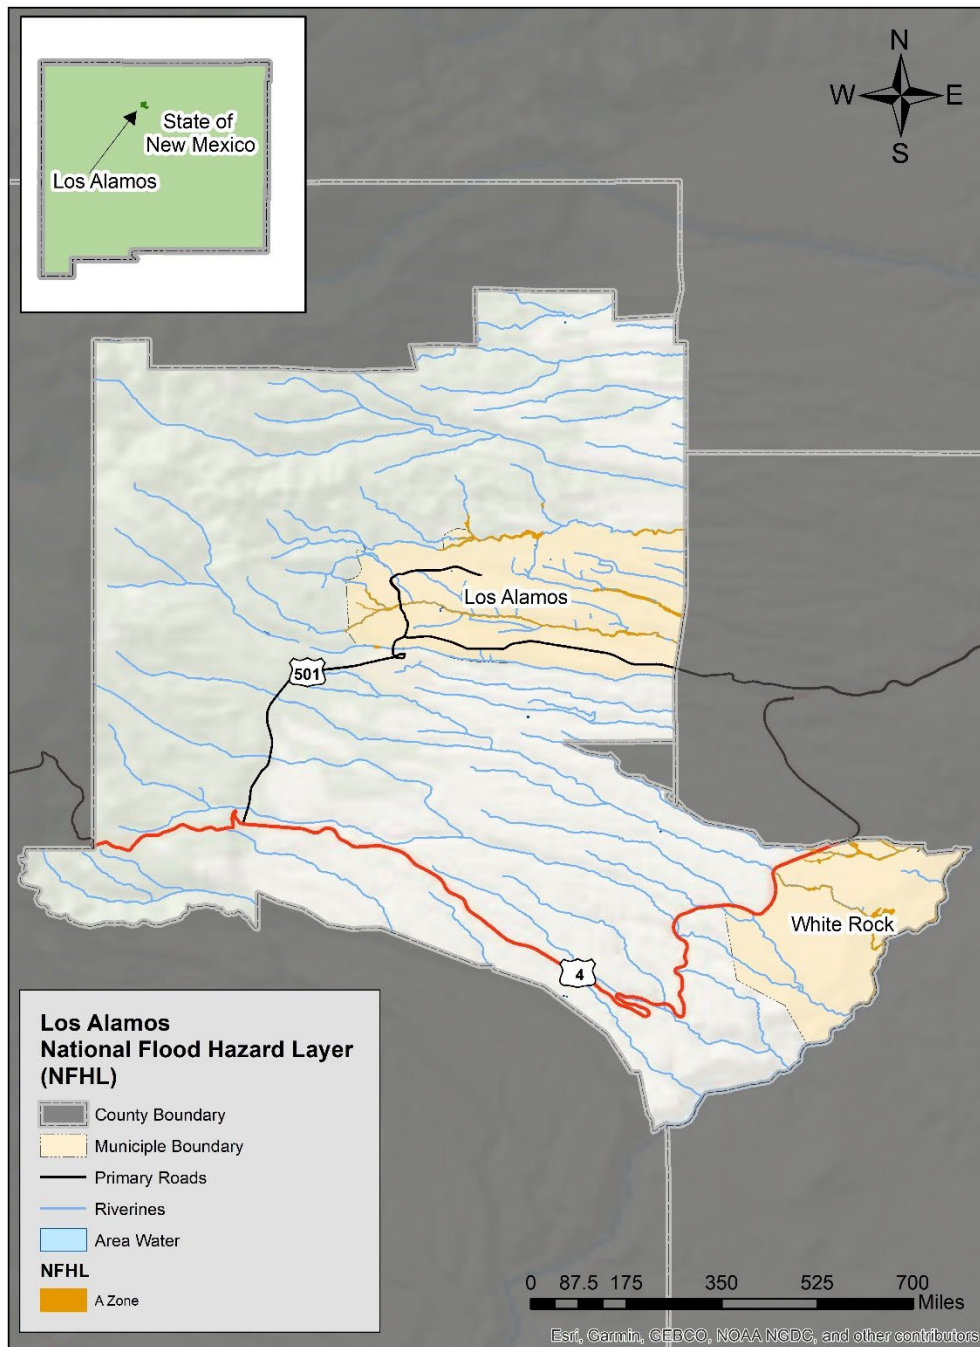 N
W E
S
State of
New Mexico
Los Alamos
Los Alamos
501
White Rock
4
Los Alamos
National Flood Hazard Layer
(NFHL)
County Boundary
Municiple Boundary
Primary Roads
Riverines
Area Water
NFHL
A Zone
0 87.5 175 350 525 700
Miles
Esri, Garmin, GEBCO, NOAA NGDC, and other contributors